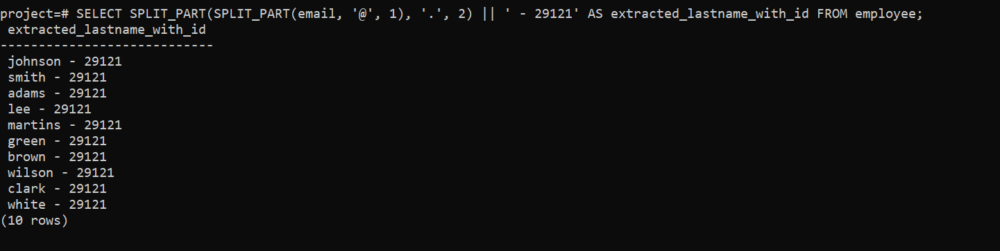 project=# SELECT SPLIT_PART(SPLIT_PART(email, '@', 1), '.', 2) || ' - 29121' AS extracted_lastname_with_id FROM employee;
 extracted_lastname_with_id
----------------------------
 johnson - 29121
 smith - 29121
 adams - 29121
 lee - 29121
 martins - 29121
 green - 29121
 brown - 29121
 wilson - 29121
 clark - 29121
 white - 29121
(10 rows)